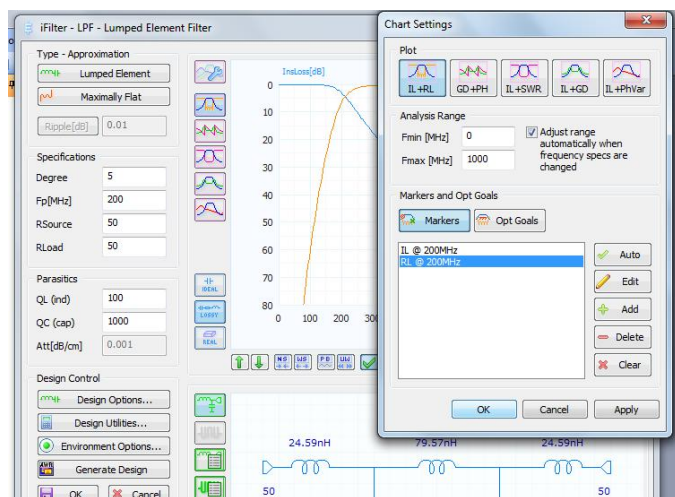 iFilter - LPF - Lumped Element Filter
Type - Approximation
Lumped Element
Maximally Flat
Ripple[dB] 0.01
Specifications
Degree 5
Fp[MHz] 200
RSource 50
RLoad 50
Parasitics
QL (ind) 100
QC (cap) 1000
Att[dB/cm] 0.001
Design Control
Design Options...
Design Utilities...
Environment Options...
Generate Design
OK Cancel
IDEAL
LOSSY
REAL
InsLoss[dB]
0
10
20
30
40
50
60
70
80
0 100 200 300
NS WS PD UW
24.59nH 79.57nH 24.59nH
50 50
Chart Settings
Plot
IL+RL GD+PH IL+SWR IL+GD IL+PhVar
Analysis Range
Fmin [MHz] 0
Fmax [MHz] 1000
Adjust range
automatically when
frequency specs are
changed
Markers and Opt Goals
Markers Opt Goals
IL @ 200MHz
RL @ 200MHz
Auto
Edit
Add
Delete
Clear
OK Cancel Apply